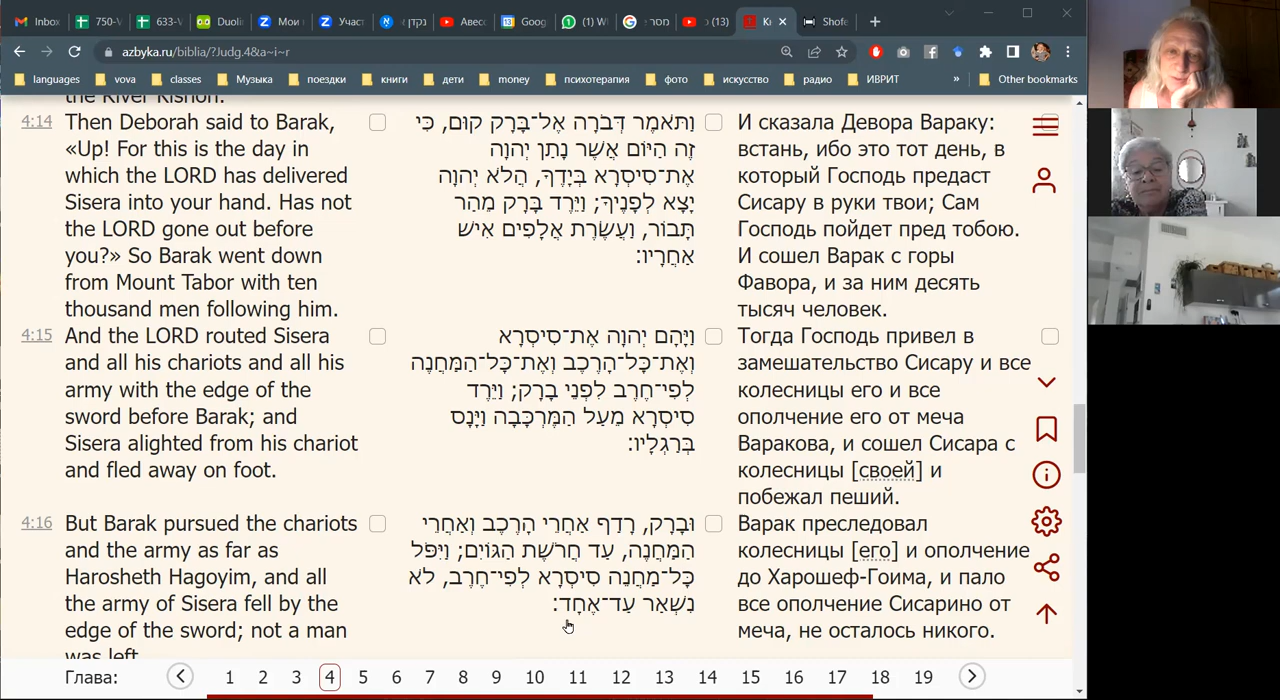 Inbox
750-V
633-V
Duolin
Мои
Участ
נקדן
Авесо
Goog
(1) W
מסר
(13)
Ki
Shofe
azbyka.ru/biblia/?Judg.4&a~i~r
languages vova classes Музыка поездки книги дети money психотерапия фото искусство радио ИВРИТ » Other bookmarks
the River Kishon.
4:14
Then Deborah said to Barak,
«Up! For this is the day in
which the LORD has delivered
Sisera into your hand. Has not
the LORD gone out before
you?» So Barak went down
from Mount Tabor with ten
thousand men following him.
וַתֹּאמֶר דְּבֹרָה אֶל־בָּרָק קוּם, כִּי
זֶה הַיּוֹם אֲשֶׁר נָתַן יְהוָה
אֶת־סִיסְרָא בְּיָדֶךָ, הֲלֹא יְהוָה
יָצָא לְפָנֶיךָ; וַיֵּרֶד בָּרָק מֵהַר
תָּבוֹר, וַעֲשֶׂרֶת אֲלָפִים אִישׁ
אַחֲרָיו:
И сказала Девора Вараку:
встань, ибо это тот день, в
который Господь предаст
Сисару в руки твои; Сам
Господь пойдет пред тобою.
И сошел Варак с горы
Фавора, и за ним десять
тысяч человек.
4:15
And the LORD routed Sisera
and all his chariots and all his
army with the edge of the
sword before Barak; and
Sisera alighted from his chariot
and fled away on foot.
וַיָּהָם יְהוָה אֶת־סִיסְרָא
וְאֶת־כָּל־הָרֶכֶב וְאֶת־כָּל־הַמַּחֲנֶה
לְפִי־חֶרֶב לִפְנֵי בָרָק; וַיֵּרֶד
סִיסְרָא מֵעַל הַמֶּרְכָּבָה וַיָּנָס
בְּרַגְלָיו:
Тогда Господь привел в
замешательство Сисару и все
колесницы его и все
ополчение его от меча
Варакова, и сошел Сисара с
колесницы [своей] и
побежал пеший.
4:16
But Barak pursued the chariots
and the army as far as
Harosheth Hagoyim, and all
the army of Sisera fell by the
edge of the sword; not a man
was left.
וּבָרָק, רָדַף אַחֲרֵי הָרֶכֶב וְאַחֲרֵי
הַמַּחֲנֶה, עַד חֲרֹשֶׁת הַגּוֹיִם; וַיִּפֹּל
כָּל־מַחֲנֵה סִיסְרָא לְפִי־חֶרֶב, לֹא
נִשְׁאַר עַד־אֶחָד:
Варак преследовал
колесницы [его] и ополчение
до Харошеф-Гоима, и пало
все ополчение Сисарино от
меча, не осталось никого.
Глава: 1 2 3 4 5 6 7 8 9 10 11 12 13 14 15 16 17 18 19